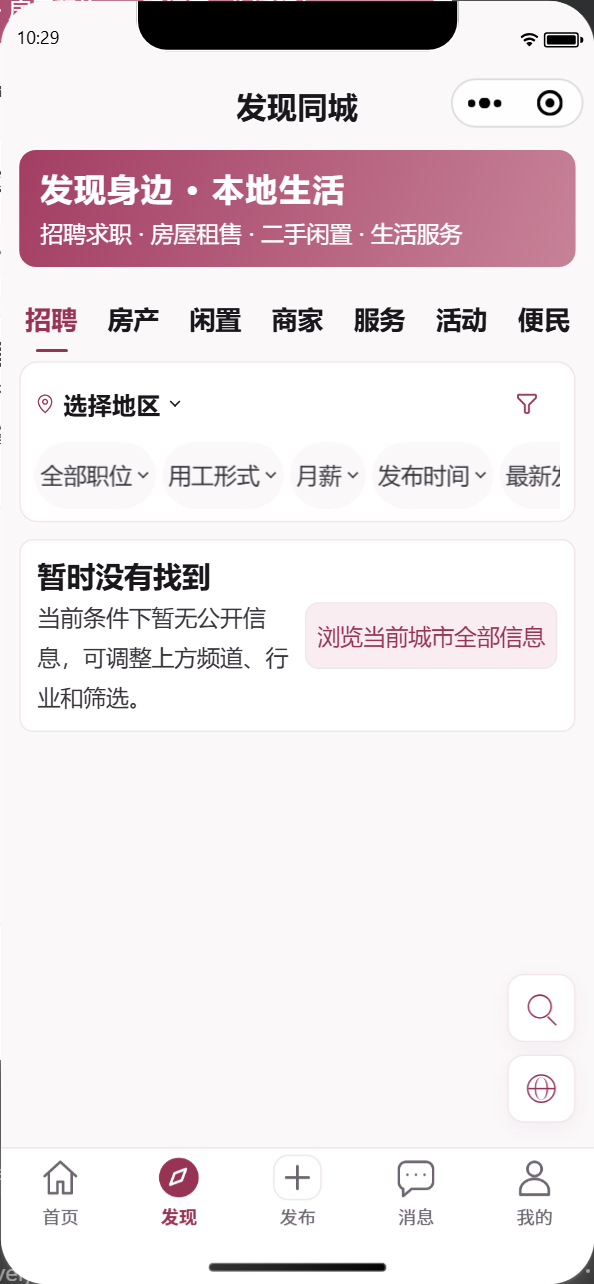 10:29
发现同城
发现身边·本地生活
招聘求职·房屋租售·二手闲置·生活服务
招聘 房产 闲置 商家 服务 活动 便民
选择地区
全部职位 用工形式 月薪 发布时间 最新发
暂时没有找到
当前条件下暂无公开信
息，可调整上方频道、行
业和筛选。
浏览当前城市全部信息
首页 发现 发布 消息 我的